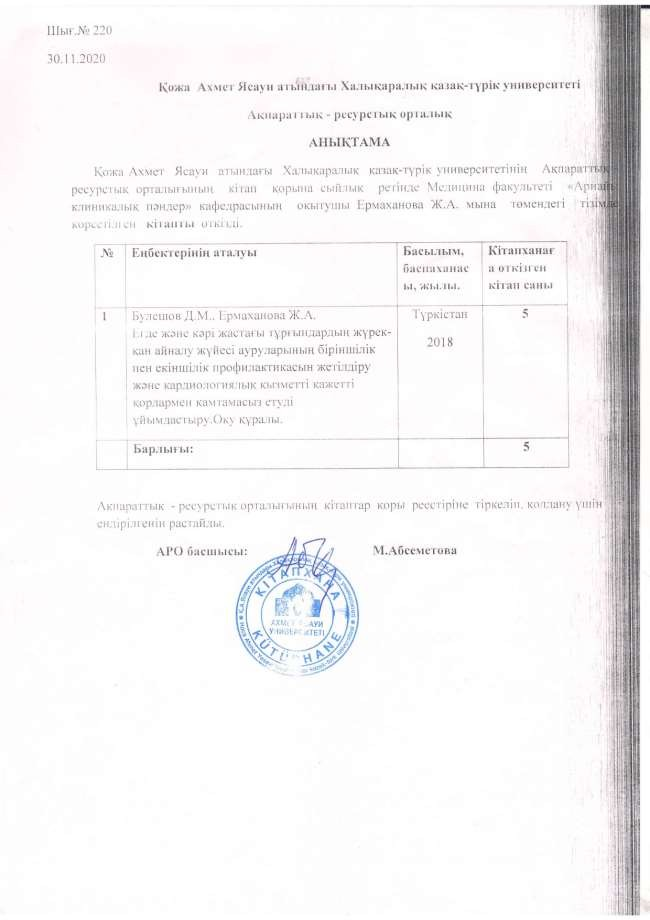 Шығ.№ 220
30.11.2020
Қожа Ахмет Ясауи атындағы Халықаралық қазақ-түрік университеті
Ақпараттық - ресурстық орталық
АНЫҚТАМА
Қожа Ахмет Ясауи атындағы Халықаралық қазақ-түрік университетінің Ақпараттық -
ресурстық орталығының кітап қорына сыйлық ретінде Медицина факультеті «Арнайы
клиникалық пәндер» кафедрасының оқытушы Ермаханова Ж.А. мына төмендегі тізімде
көрсетілген кітапты өткізді.
№ Еңбектерінің аталуы Басылым, баспаханасы, жылы. Кітапханаға өткізген кітап саны
1 Булешов Д.М., Ермаханова Ж.А. Түркістан 5
Егде және кәрі жастағы тұрғындардың жүрек-
қан айналу жүйесі ауруларының біріншілік 2018
пен екіншілік профилактикасын жетілдіру
және кардиологиялық қызметті қажетті
қорлармен қамтамасыз етуді
ұйымдастыру.Оқу құралы.
Барлығы: 5
Ақпараттық - ресурстық орталығының кітаптар қоры реестіріне тіркеліп, қолдану үшін
ендірілгенін растайды.
АРО басшысы: М.Абсеметова
КІТАПХАНА
АХМЕТ ЯСАУИ
УНИВЕРСИТЕТІ
KÜTÜPHANE